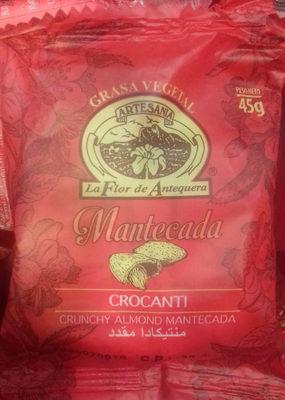 GRASA VEGETAL
PESO NETO
45g
ARTESANIA
La Flor de Antequera
Mantecada
CROCANTI
CRUNCHY ALMOND MANTECADA
منتيكادا مقدد